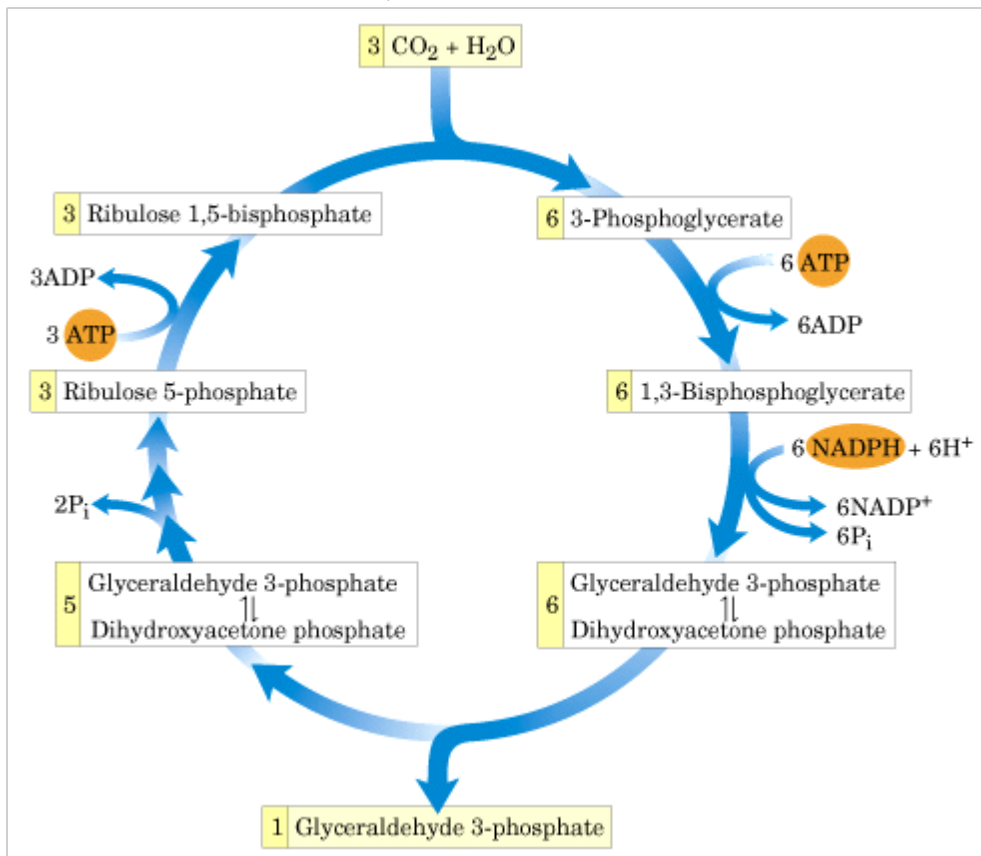 3 CO₂ + H₂O
3 Ribulose 1,5-bisphosphate
6 3-Phosphoglycerate
3ADP
3 ATP
6 ATP
6ADP
3 Ribulose 5-phosphate
6 1,3-Bisphosphoglycerate
6 NADPH + 6H⁺
2Pᵢ
6NADP⁺
6Pᵢ
5 Glyceraldehyde 3-phosphate
⥮
Dihydroxyacetone phosphate
6 Glyceraldehyde 3-phosphate
⥮
Dihydroxyacetone phosphate
1 Glyceraldehyde 3-phosphate